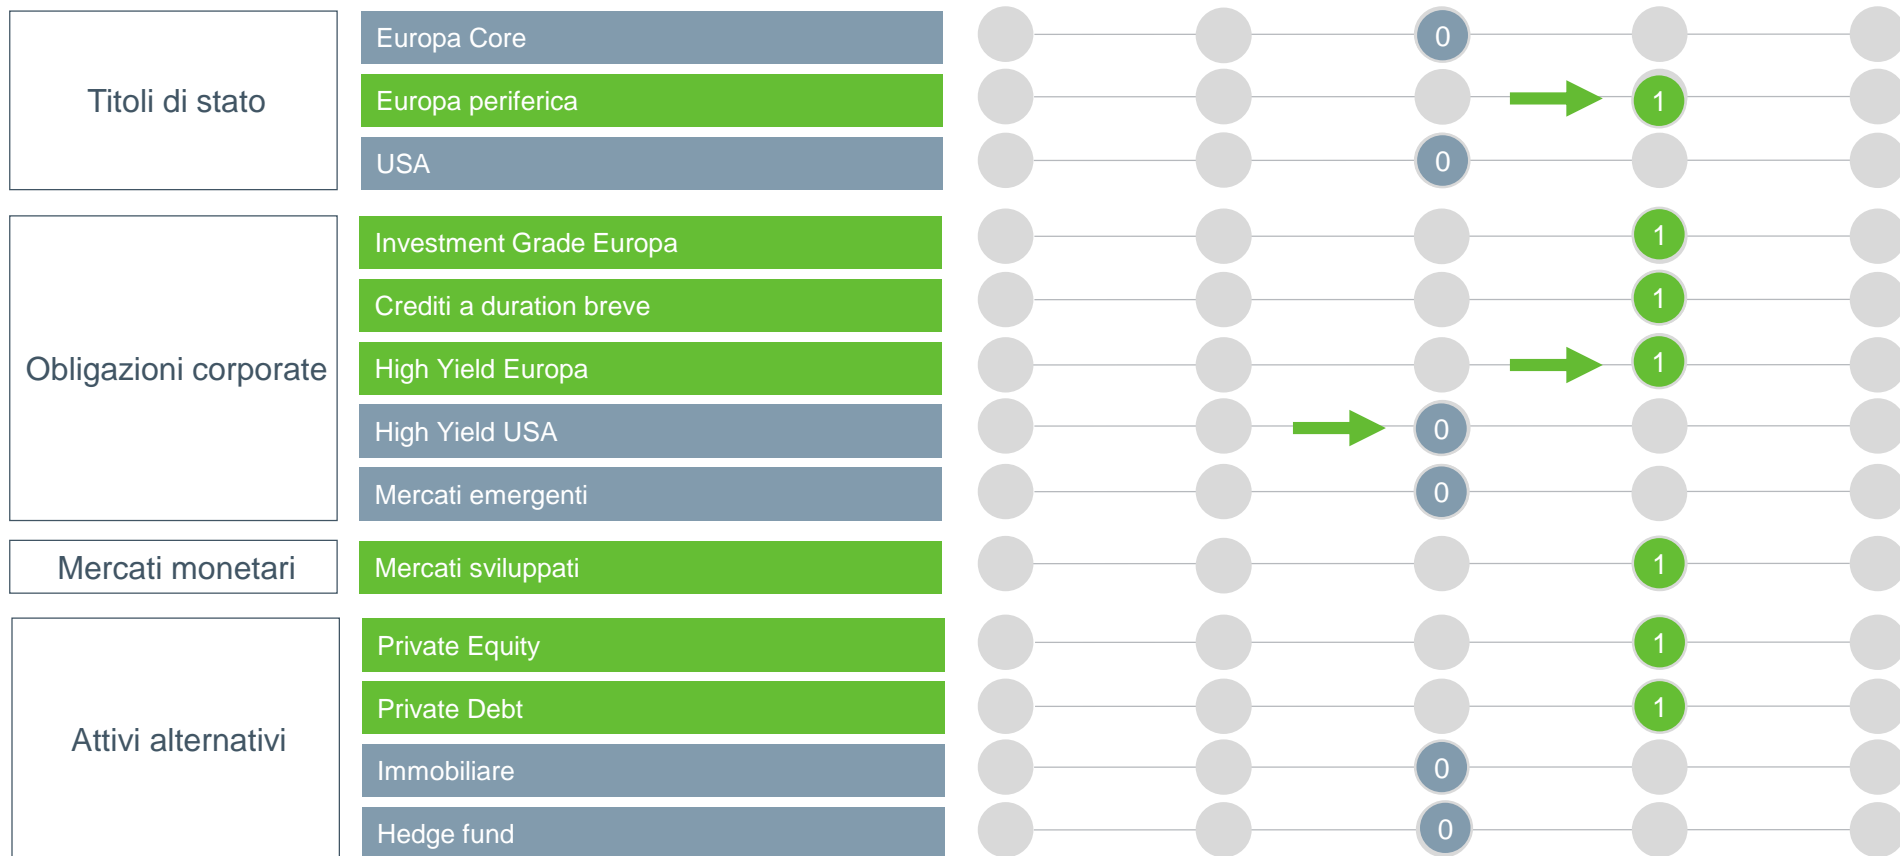 Titoli di stato
Europa Core
0
Europa periferica
1
USA
0
Obligazioni corporate
Investment Grade Europa
1
Crediti a duration breve
1
High Yield Europa
1
High Yield USA
0
Mercati emergenti
0
Mercati monetari
Mercati sviluppati
1
Attivi alternativi
Private Equity
1
Private Debt
1
Immobiliare
0
Hedge fund
0